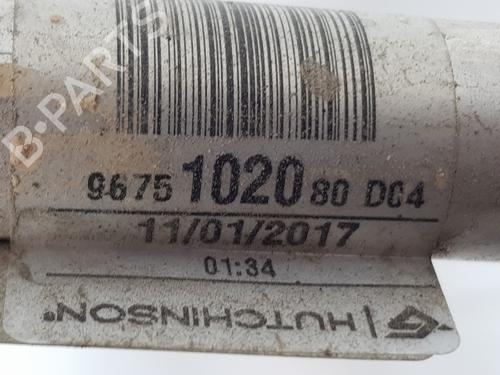 B-PARTS
9675 1020 80 D04
11/01/2017
01:34
HUTCHINSON®